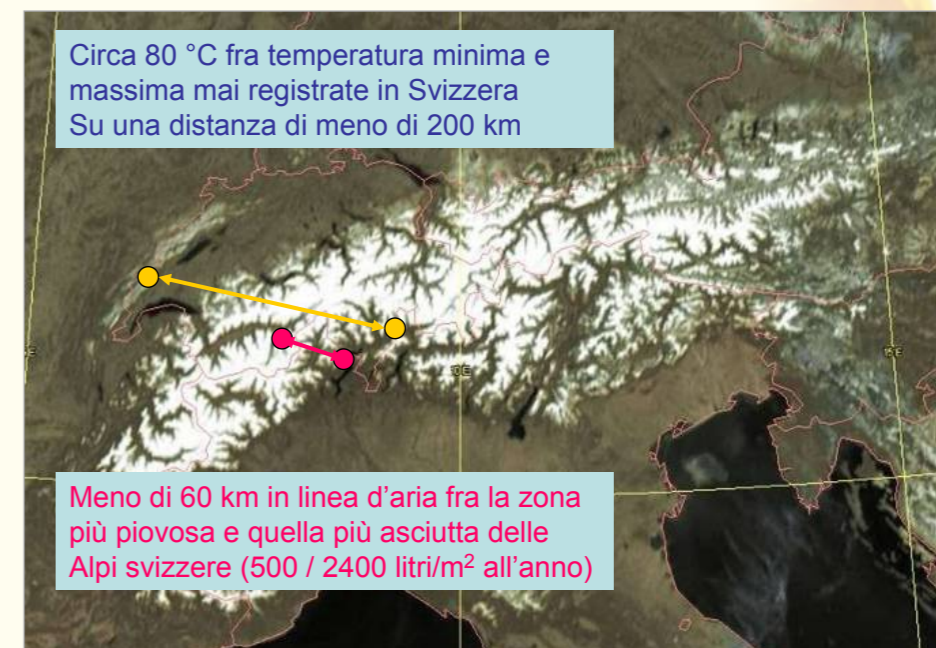 Circa 80 °C fra temperatura minima e
massima mai registrate in Svizzera
Su una distanza di meno di 200 km
15E
Meno di 60 km in linea d'aria fra la zona
più piovosa e quella più asciutta delle
Alpi svizzere (500 / 2400 litri/m² all'anno)